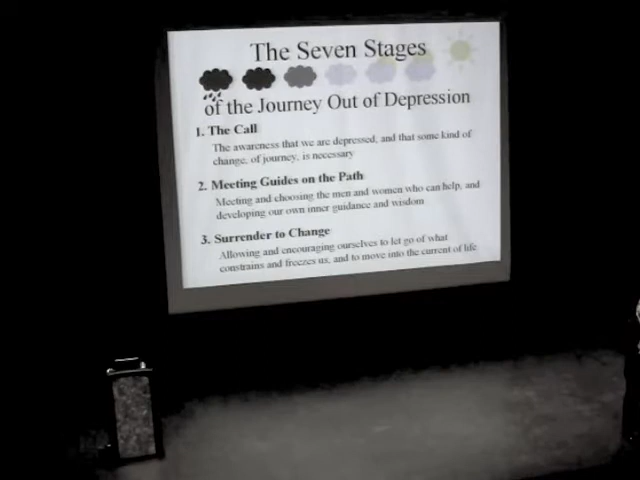 The Seven Stages
of the Journey Out of Depression
1. The Call
The awareness that we are depressed, and that some kind of
change, of journey, is necessary
2. Meeting Guides on the Path
Meeting and choosing the men and women who can help, and
developing our own inner guidance and wisdom
3. Surrender to Change
Allowing and encouraging ourselves to let go of what
constrains and freezes us, and to move into the current of life